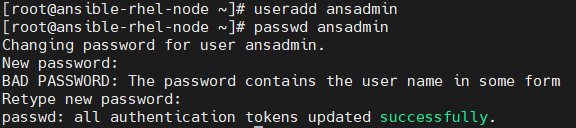 [root@ansible-rhel-node ~]# useradd ansadmin
[root@ansible-rhel-node ~]# passwd ansadmin
Changing password for user ansadmin.
New password:
BAD PASSWORD: The password contains the user name in some form
Retype new password:
passwd: all authentication tokens updated successfully.